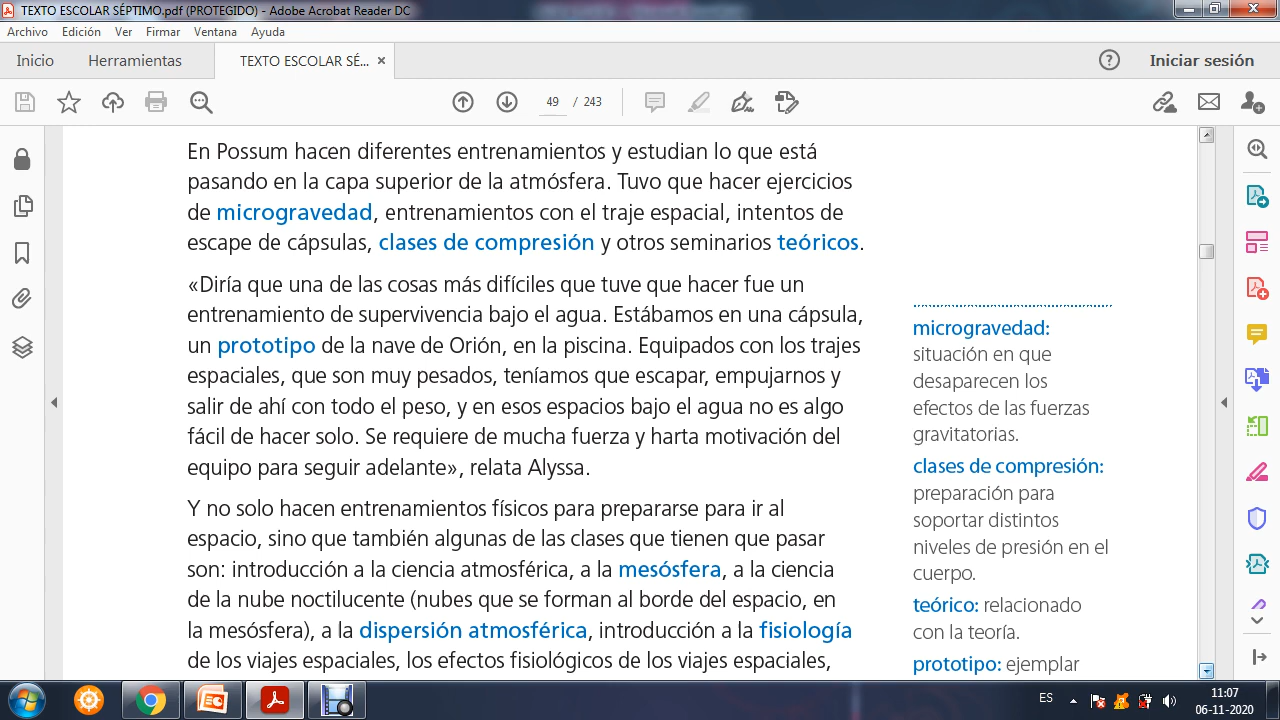 TEXTO ESCOLAR SÉPTIMO.pdf (PROTEGIDO) - Adobe Acrobat Reader DC
Archivo Edición Ver Firmar Ventana Ayuda
Inicio Herramientas TEXTO ESCOLAR SÉ... × ? Iniciar sesión
49 / 243
En Possum hacen diferentes entrenamientos y estudian lo que está
pasando en la capa superior de la atmósfera. Tuvo que hacer ejercicios
de microgravedad, entrenamientos con el traje espacial, intentos de
escape de cápsulas, clases de compresión y otros seminarios teóricos.
«Diría que una de las cosas más difíciles que tuve que hacer fue un
entrenamiento de supervivencia bajo el agua. Estábamos en una cápsula,
un prototipo de la nave de Orión, en la piscina. Equipados con los trajes
espaciales, que son muy pesados, teníamos que escapar, empujarnos y
salir de ahí con todo el peso, y en esos espacios bajo el agua no es algo
fácil de hacer solo. Se requiere de mucha fuerza y harta motivación del
equipo para seguir adelante», relata Alyssa.
Y no solo hacen entrenamientos físicos para prepararse para ir al
espacio, sino que también algunas de las clases que tienen que pasar
son: introducción a la ciencia atmosférica, a la mesósfera, a la ciencia
de la nube noctilucente (nubes que se forman al borde del espacio, en
la mesósfera), a la dispersión atmosférica, introducción a la fisiología
de los viajes espaciales, los efectos fisiológicos de los viajes espaciales,
microgravedad:
situación en que
desaparecen los
efectos de las fuerzas
gravitatorias.
clases de compresión:
preparación para
soportar distintos
niveles de presión en el
cuerpo.
teórico: relacionado
con la teoría.
prototipo: ejemplar
ES
11:07
06-11-2020